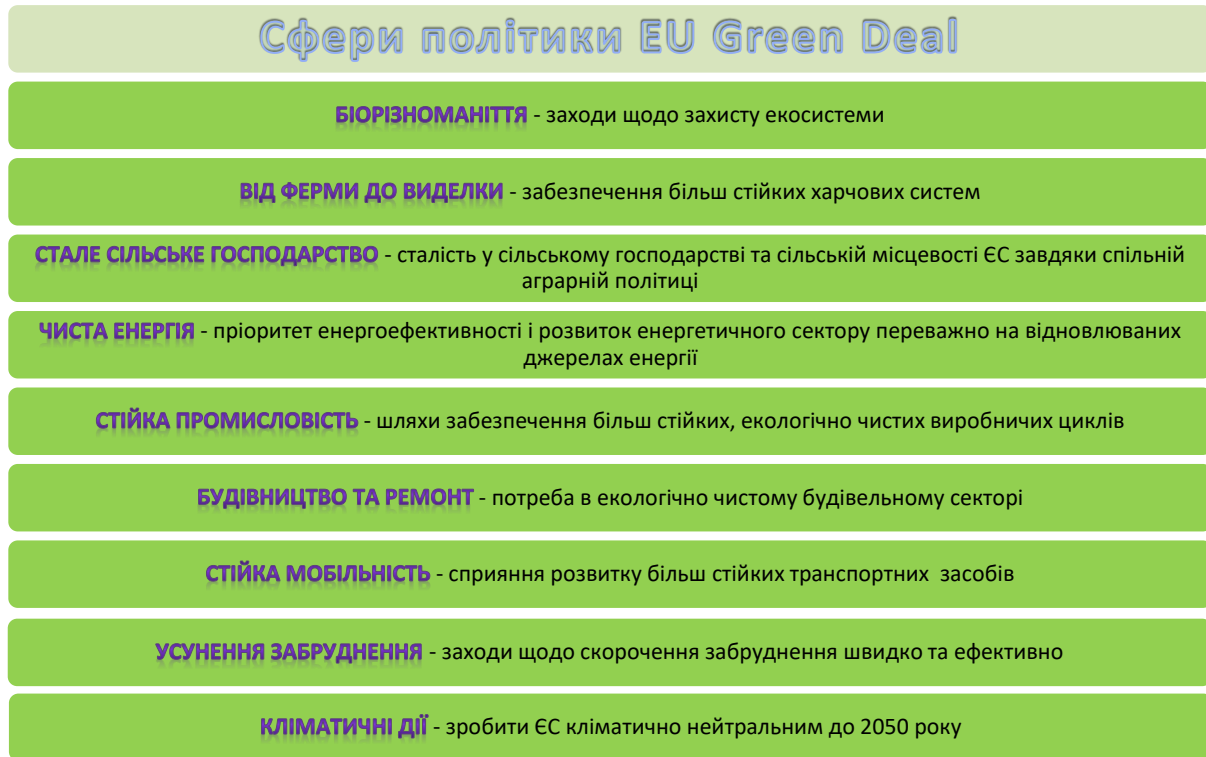 Сфери політики EU Green Deal
БІОРІЗНОМАНІТТЯ - заходи щодо захисту екосистеми
ВІД ФЕРМИ ДО ВИДЕЛКИ - забезпечення більш стійких харчових систем
СТАЛЕ СІЛЬСЬКЕ ГОСПОДАРСТВО - сталість у сільському господарстві та сільській місцевості ЄС завдяки спільній
аграрній політиці
ЧИСТА ЕНЕРГІЯ - пріоритет енергоефективності і розвиток енергетичного сектору переважно на відновлюваних
джерелах енергії
СТІЙКА ПРОМИСЛОВІСТЬ - шляхи забезпечення більш стійких, екологічно чистих виробничих циклів
БУДІВНИЦТВО ТА РЕМОНТ - потреба в екологічно чистому будівельному секторі
СТІЙКА МОБІЛЬНІСТЬ - сприяння розвитку більш стійких транспортних засобів
УСУНЕННЯ ЗАБРУДНЕННЯ - заходи щодо скорочення забруднення швидко та ефективно
КЛІМАТИЧНІ ДІЇ - зробити ЄС кліматично нейтральним до 2050 року